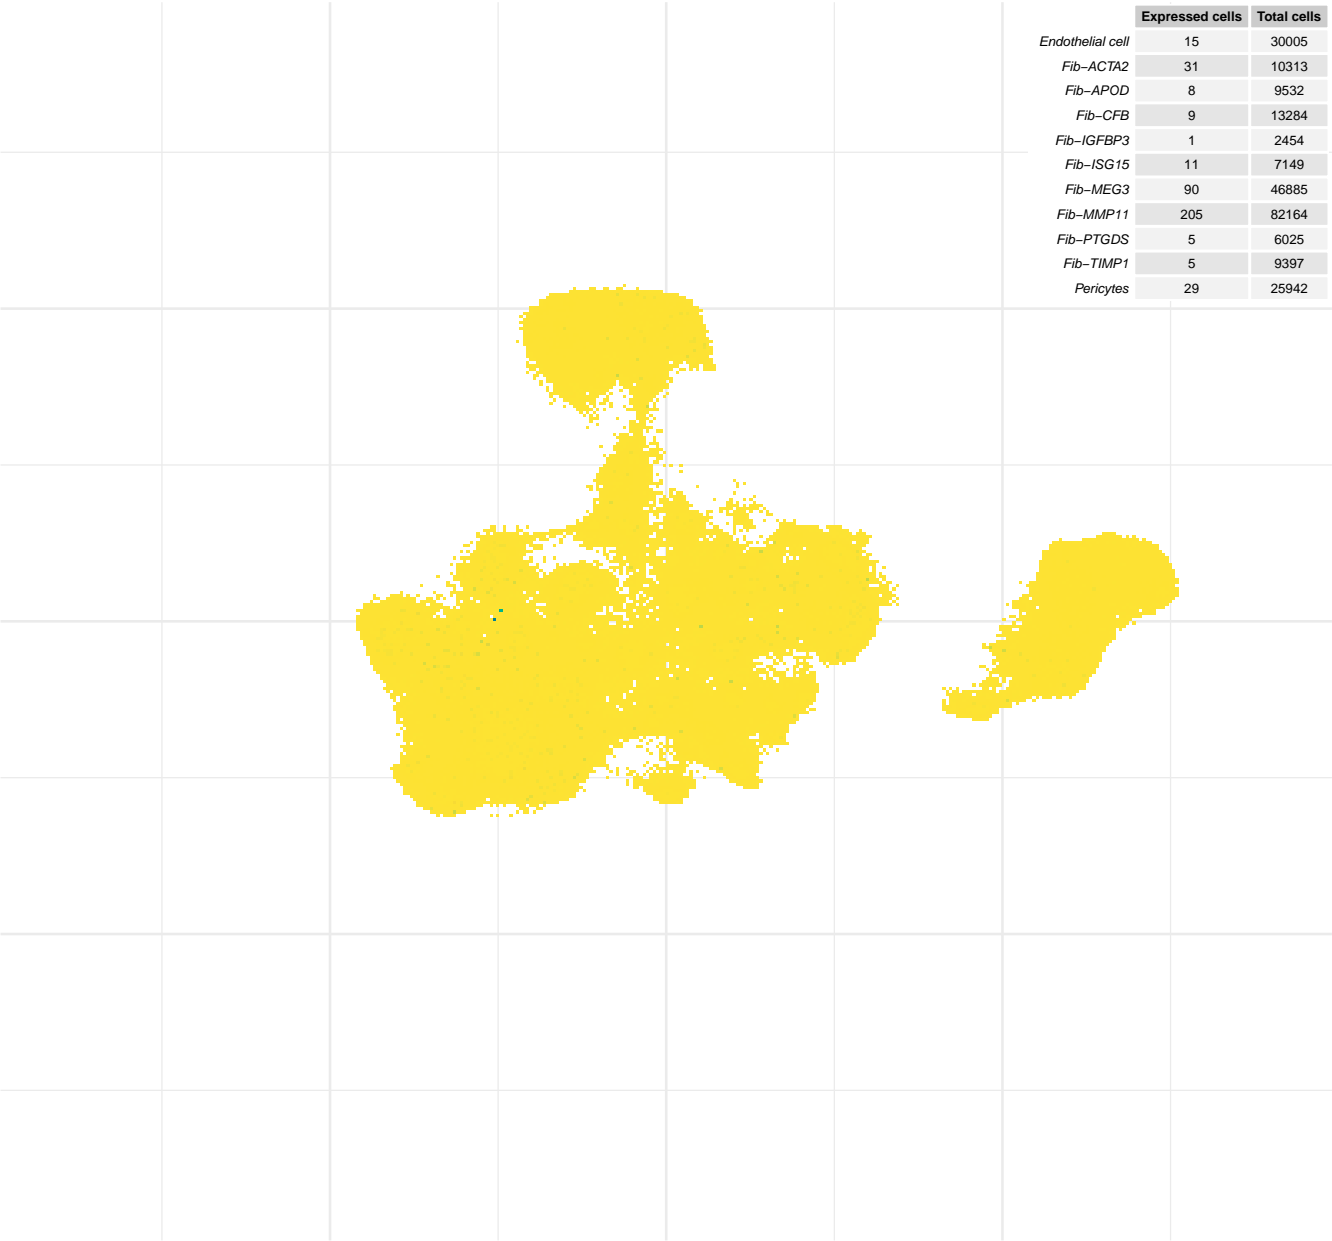 Expressed cells Total cells
Endothelial cell 15 30005
Fib−ACTA2 31 10313
Fib−APOD 8 9532
Fib−CFB 9 13284
Fib−IGFBP3 1 2454
Fib−ISG15 11 7149
Fib−MEG3 90 46885
Fib−MMP11 205 82164
Fib−PTGDS 5 6025
Fib−TIMP1 5 9397
Pericytes 29 25942